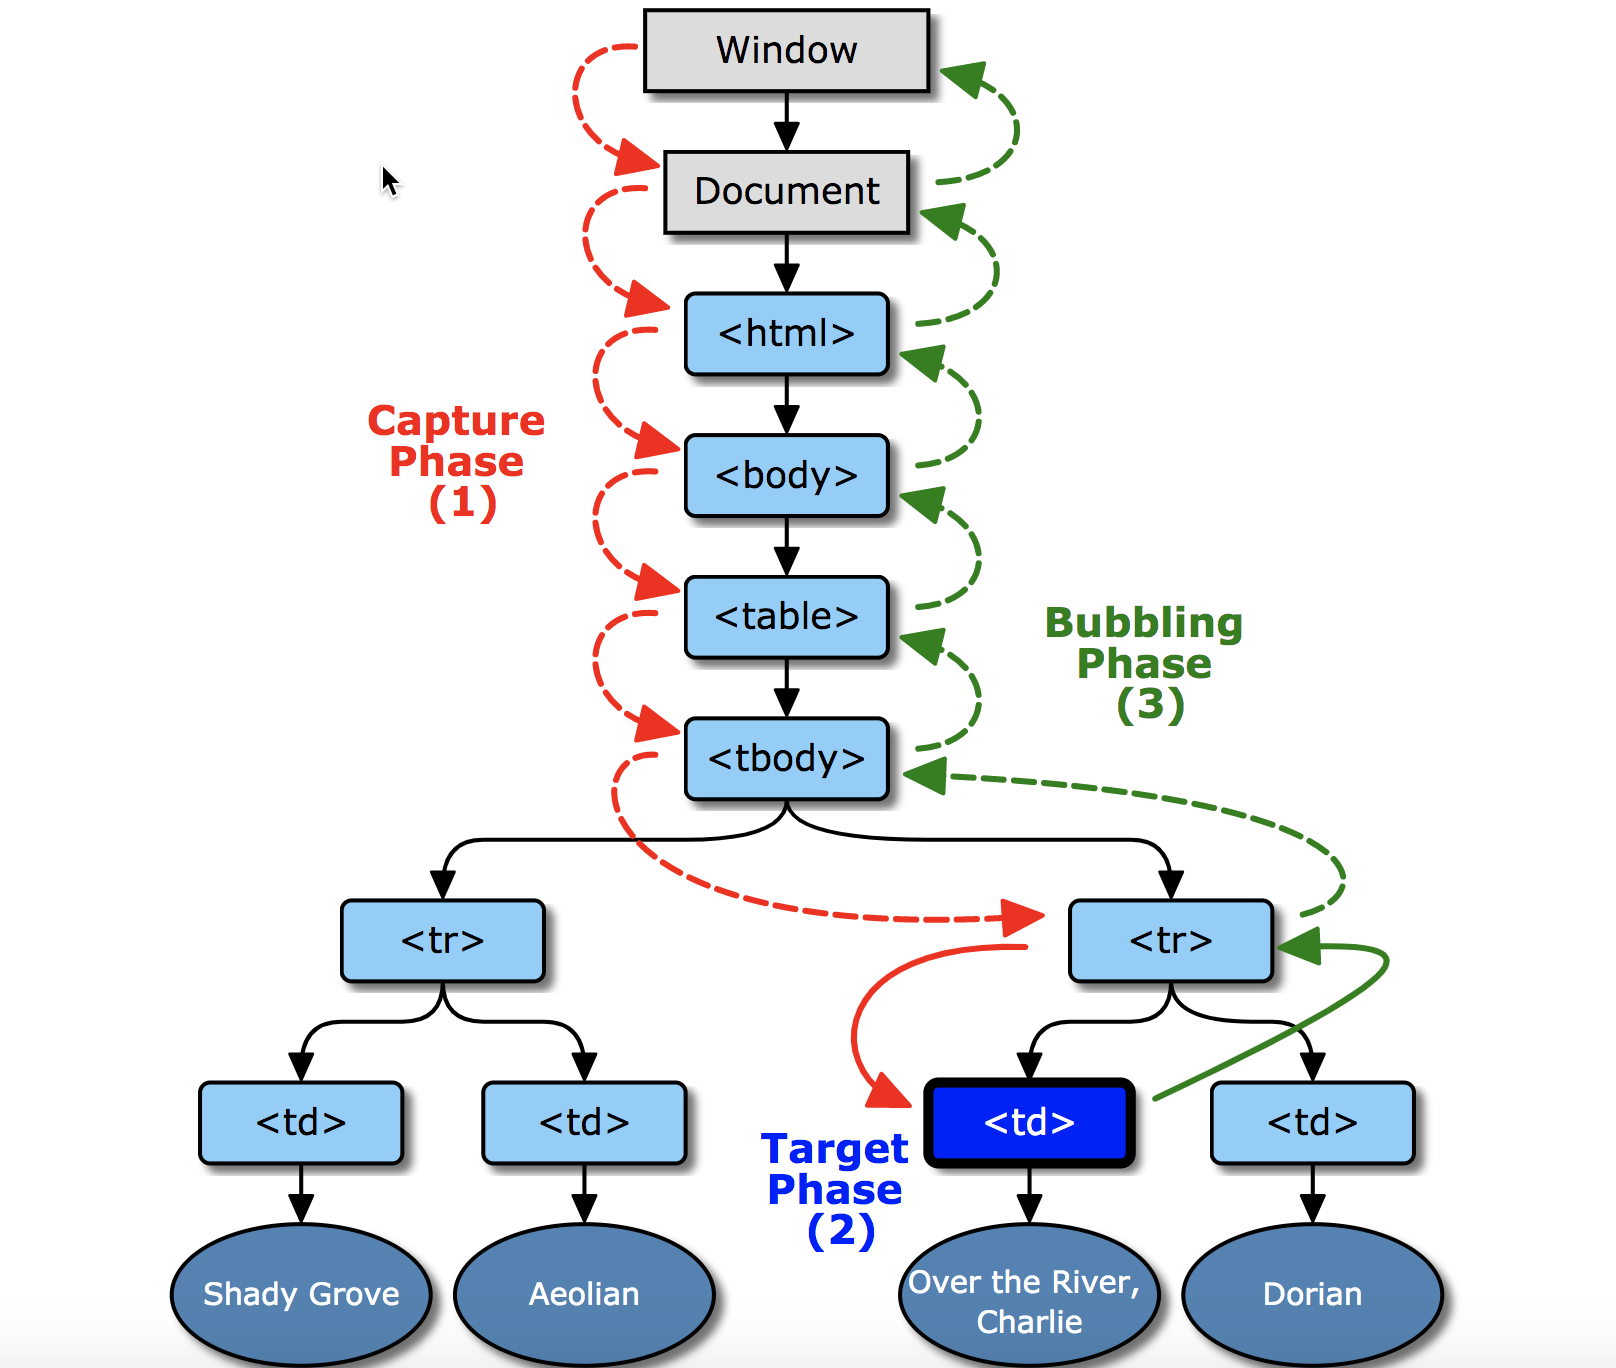 Window
Document
<html>
<body>
Capture
Phase
(1)
<table>
Bubbling
Phase
(3)
<tbody>
<tr>
<tr>
<td>
<td>
<td>
<td>
Target
Phase
(2)
Shady Grove
Aeolian
Over the River,
Charlie
Dorian